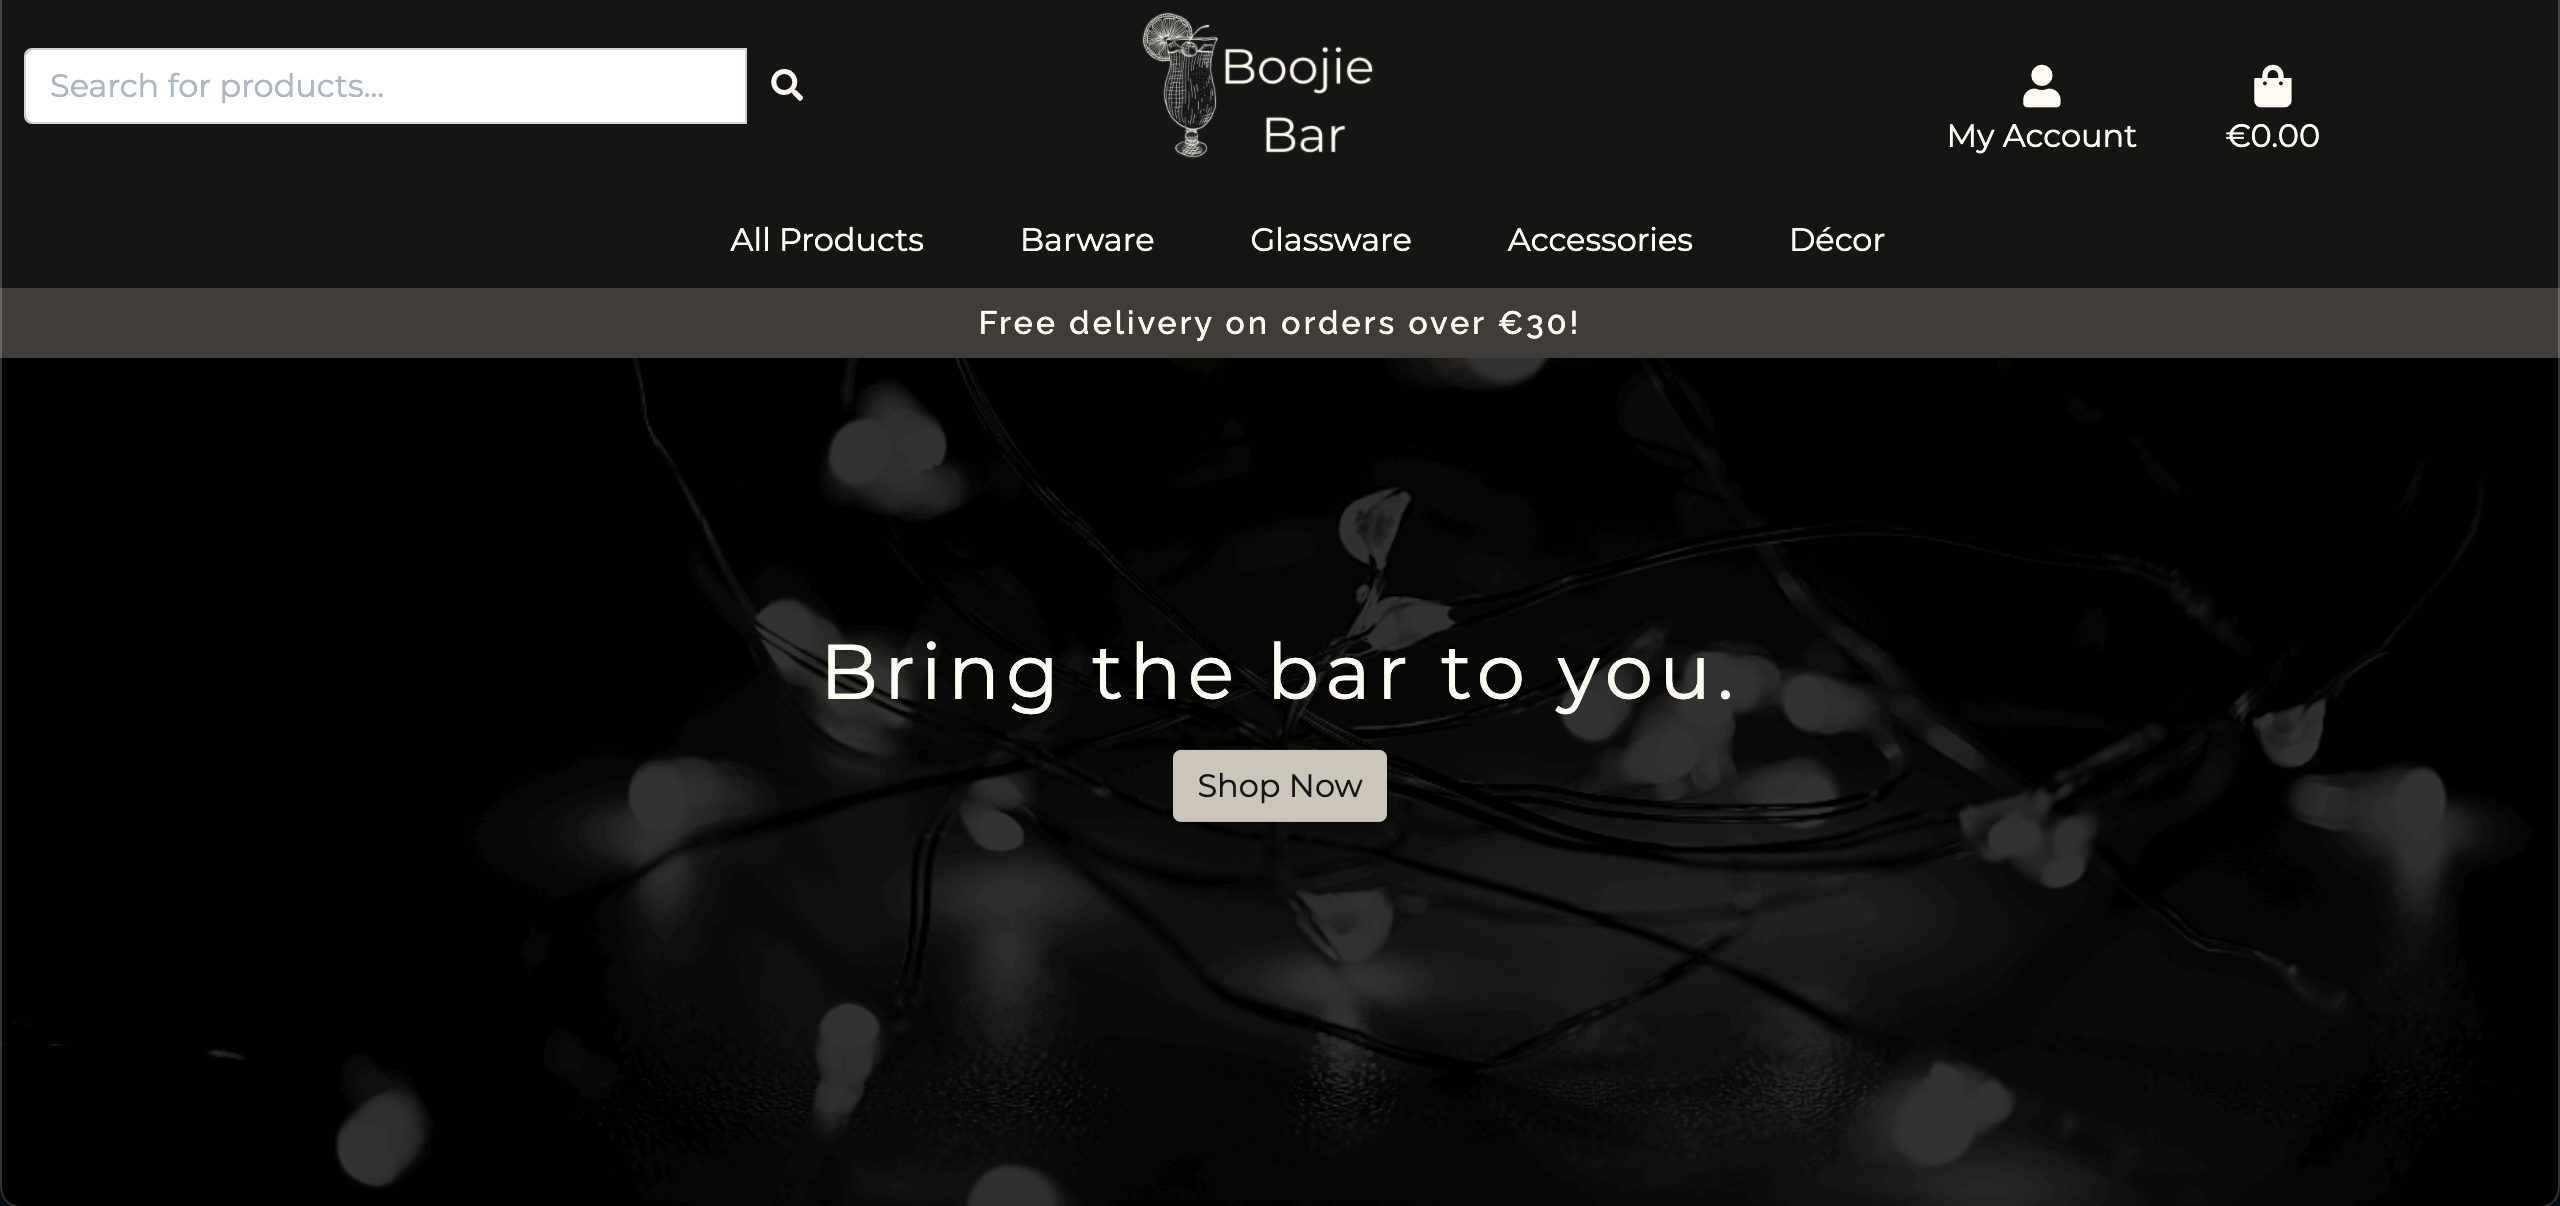 Search for products...
Boojie
Bar
My Account
€0.00
All Products
Barware
Glassware
Accessories
Décor
Free delivery on orders over €30!
Bring the bar to you.
Shop Now